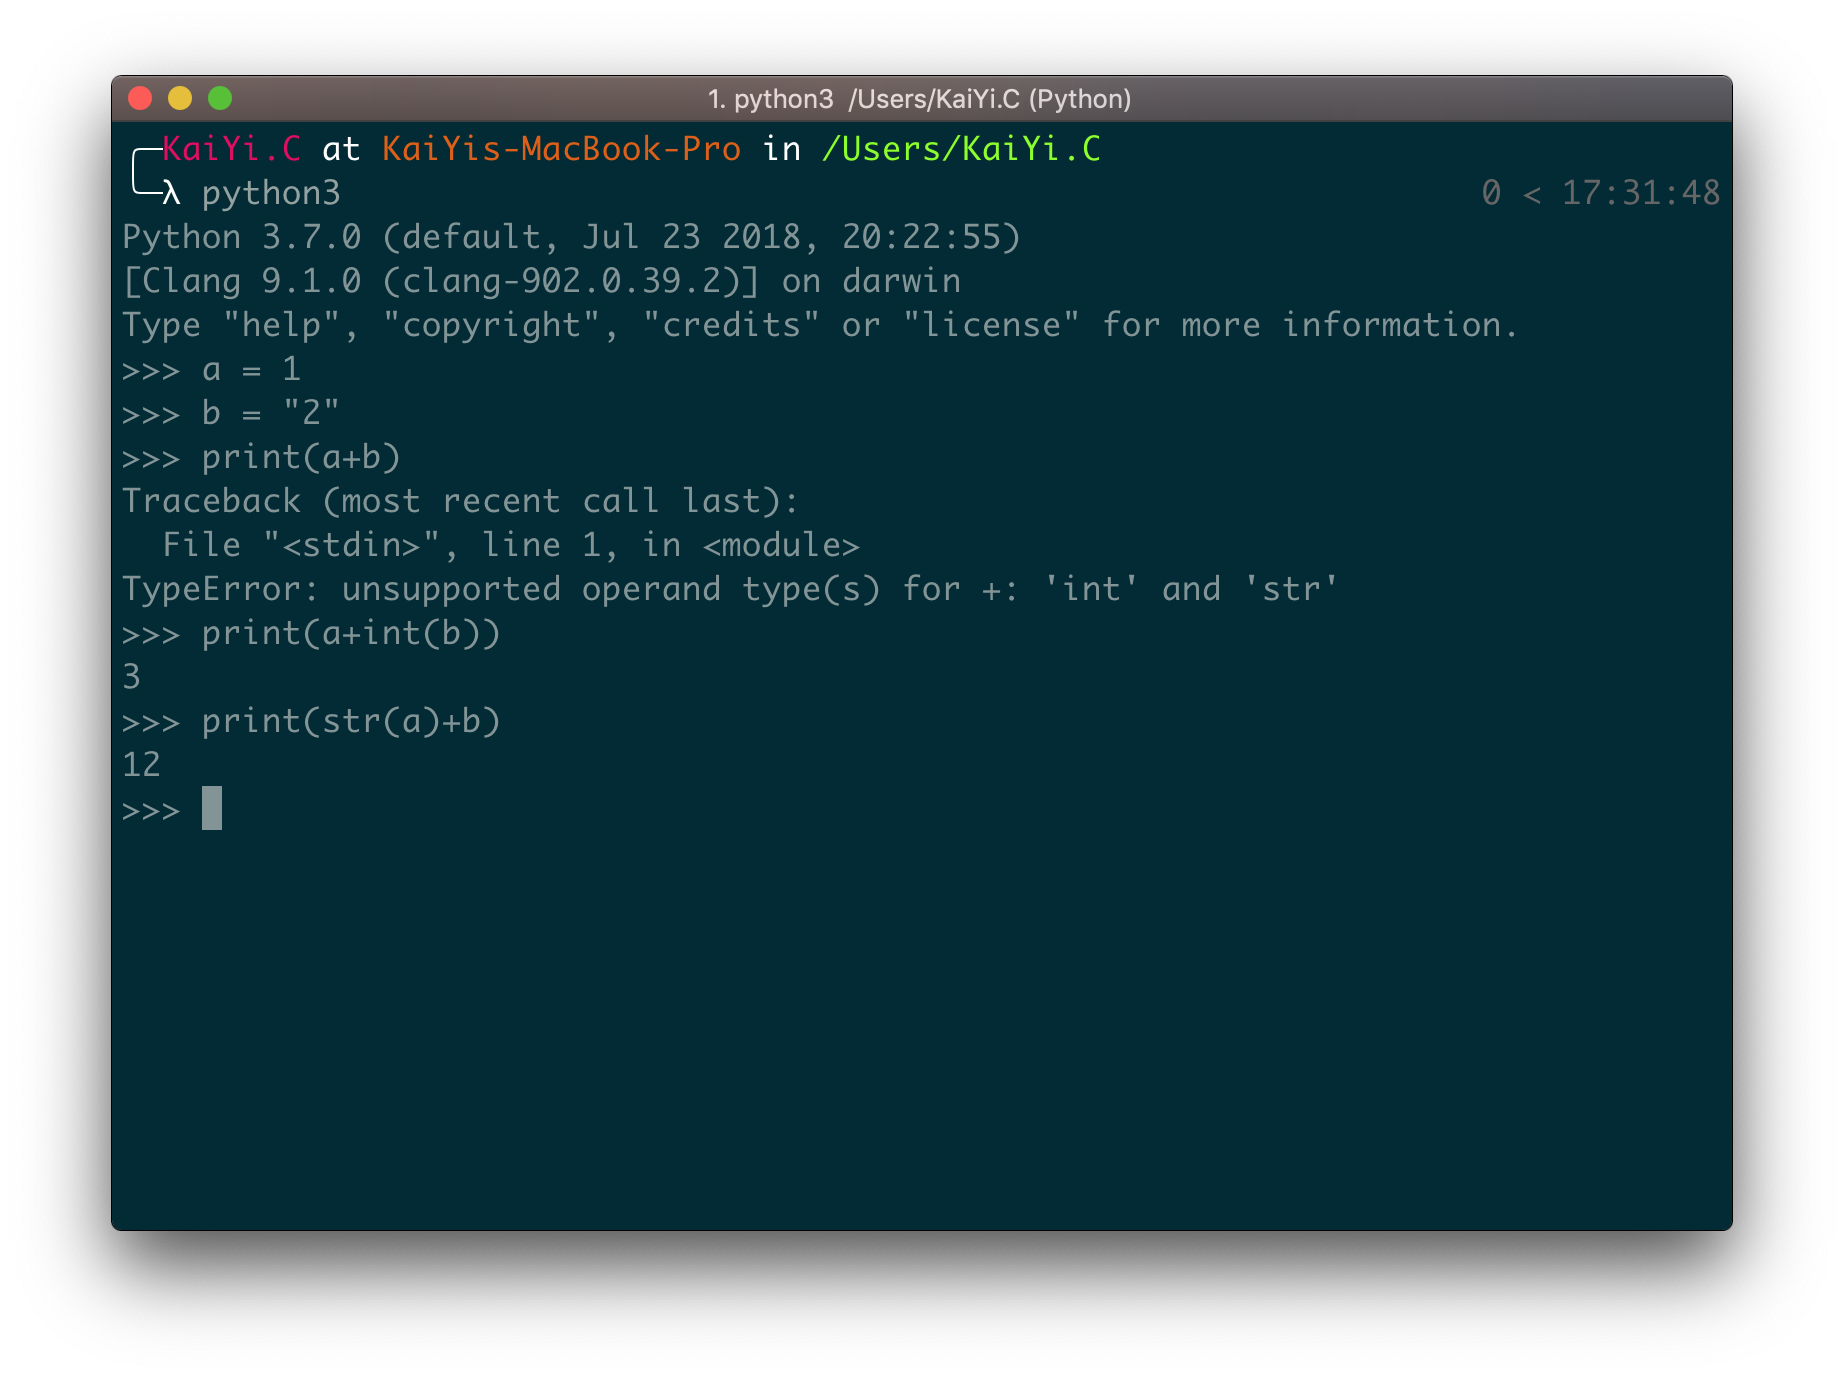 1. python3  /Users/KaiYi.C (Python)
╭─KaiYi.C at KaiYis-MacBook-Pro in /Users/KaiYi.C
╰─λ python3 0 < 17:31:48
Python 3.7.0 (default, Jul 23 2018, 20:22:55)
[Clang 9.1.0 (clang-902.0.39.2)] on darwin
Type "help", "copyright", "credits" or "license" for more information.
>>> a = 1
>>> b = "2"
>>> print(a+b)
Traceback (most recent call last):
  File "<stdin>", line 1, in <module>
TypeError: unsupported operand type(s) for +: 'int' and 'str'
>>> print(a+int(b))
3
>>> print(str(a)+b)
12
>>>